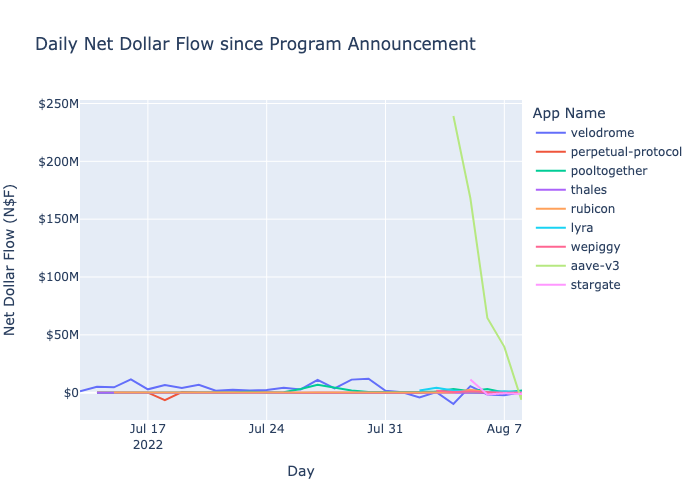 Daily Net Dollar Flow since Program Announcement
$250M
$200M
$150M
$100M
$50M
$0
Net Dollar Flow (N$F)
Jul 17
2022
Jul 24
Jul 31
Aug 7
Day
App Name
velodrome
perpetual-protocol
pooltogether
thales
rubicon
lyra
wepiggy
aave-v3
stargate